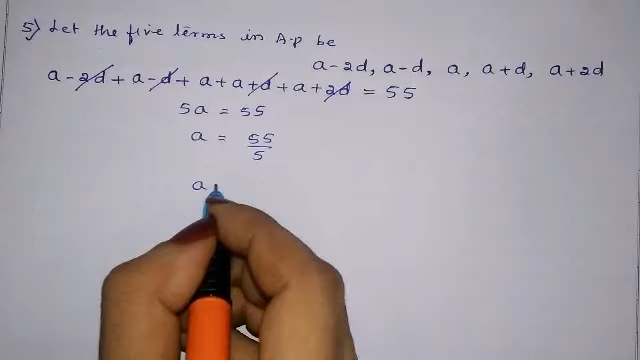 5) Let the five terms in A.p be
a-2d, a-d, a, a+d, a+2d
a-2d+a-d+a+a+d+a+2d = 55
5a = 55
a = 55/5
a